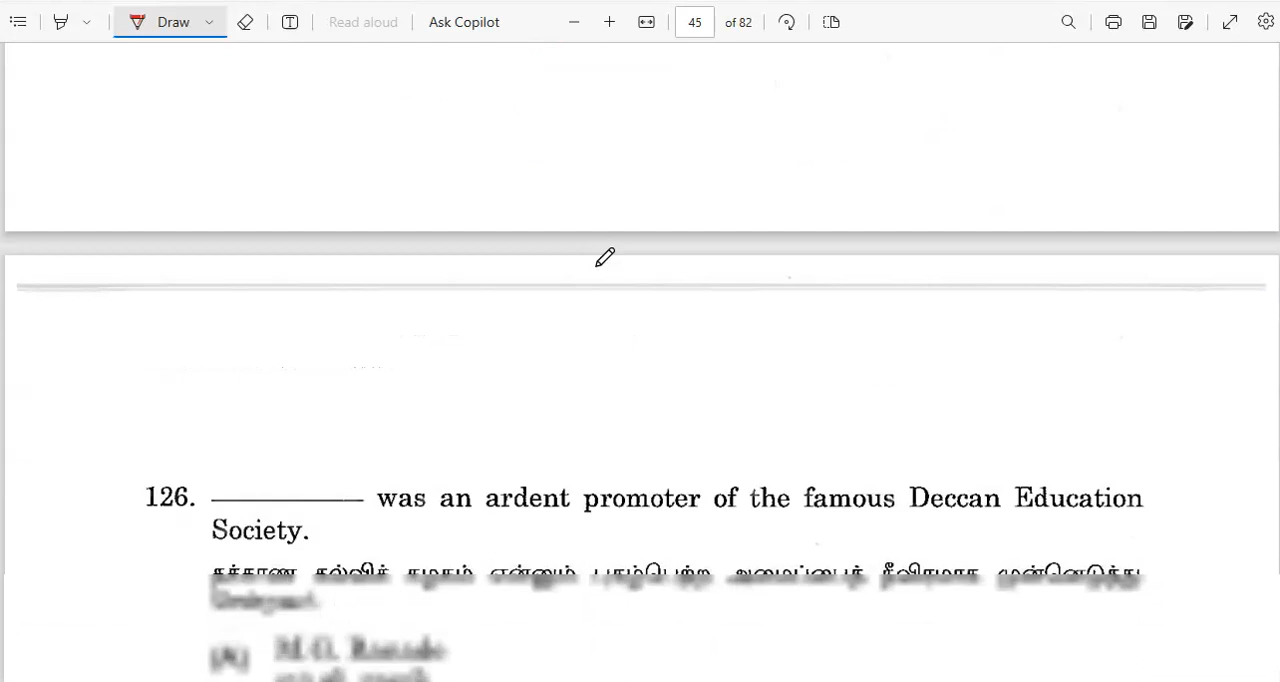 Draw
Read aloud
Ask Copilot
45
of 82
126. ____________ was an ardent promoter of the famous Deccan Education
Society.
(A) M.G. Ranade